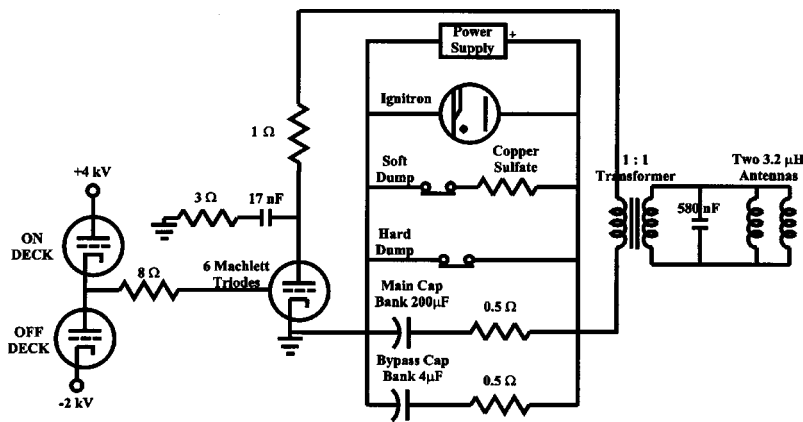 Power
Supply
+
Ignitron
1 Ω
Soft
Dump
Copper
Sulfate
1 : 1
Transformer
Two 3.2 μH
Antennas
+4 kV
3 Ω
17 nF
580 nF
ON
DECK
8 Ω
6 Machlett
Triodes
Hard
Dump
Main Cap
Bank 200μF
0.5 Ω
OFF
DECK
Bypass Cap
Bank 4μF
0.5 Ω
-2 kV